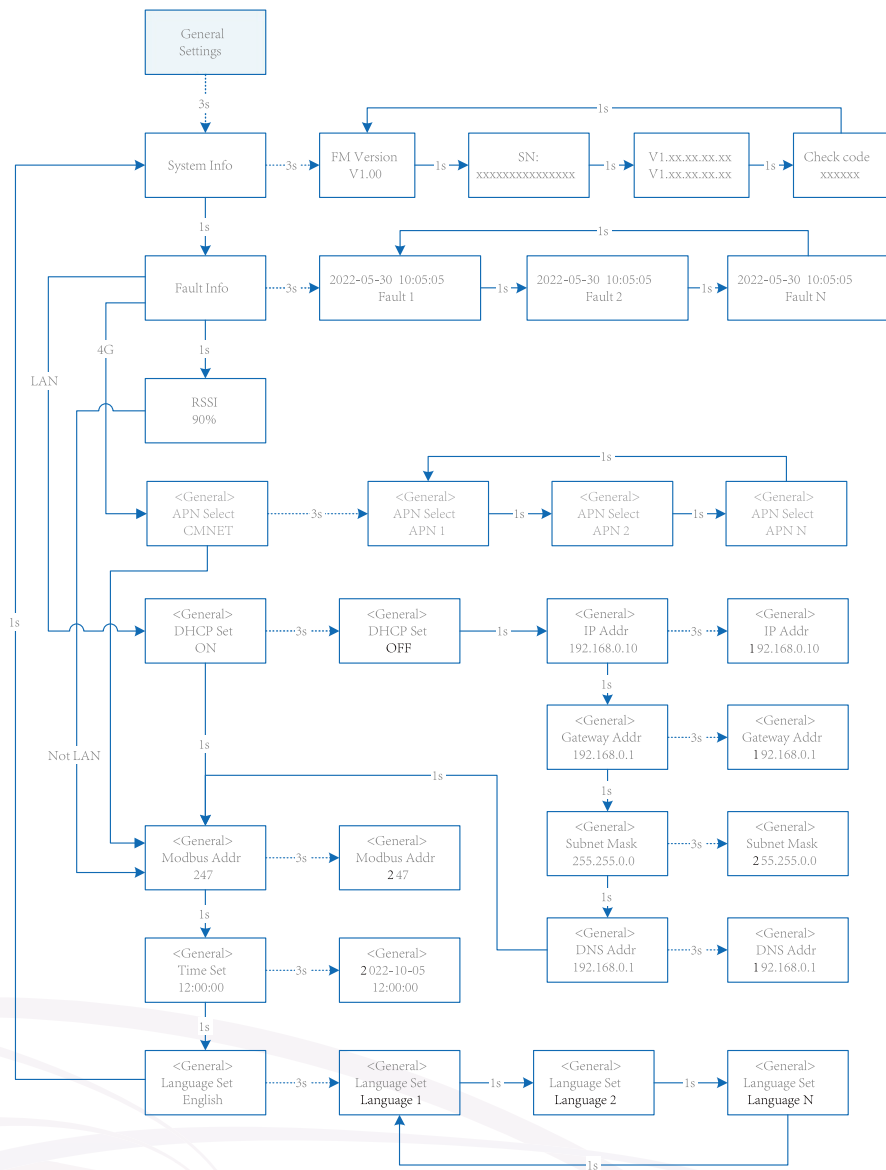 General
Settings
3s
1s
System Info
3s
FM Version
V1.00
1s
SN:
xxxxxxxxxxxxxxx
1s
V1.xx.xx.xx.xx
V1.xx.xx.xx.xx
1s
Check code
xxxxxx
1s
1s
Fault Info
3s
2022-05-30 10:05:05
Fault 1
1s
2022-05-30 10:05:05
Fault 2
1s
2022-05-30 10:05:05
Fault N
4G
1s
LAN
RSSI
90%
1s
<General>
APN Select
CMNET
3s
<General>
APN Select
APN 1
1s
<General>
APN Select
APN 2
1s
<General>
APN Select
APN N
1s
<General>
DHCP Set
ON
3s
<General>
DHCP Set
OFF
1s
<General>
IP Addr
192.168.0.10
3s
<General>
IP Addr
192.168.0.10
1s
1s
Not LAN
<General>
Gateway Addr
192.168.0.1
3s
<General>
Gateway Addr
192.168.0.1
1s
1s
<General>
Modbus Addr
247
3s
<General>
Modbus Addr
247
<General>
Subnet Mask
255.255.0.0
3s
<General>
Subnet Mask
255.255.0.0
1s
1s
<General>
Time Set
12:00:00
3s
<General>
2022-10-05
12:00:00
<General>
DNS Addr
192.168.0.1
3s
<General>
DNS Addr
192.168.0.1
1s
<General>
Language Set
English
3s
<General>
Language Set
Language 1
1s
<General>
Language Set
Language 2
1s
<General>
Language Set
Language N
1s